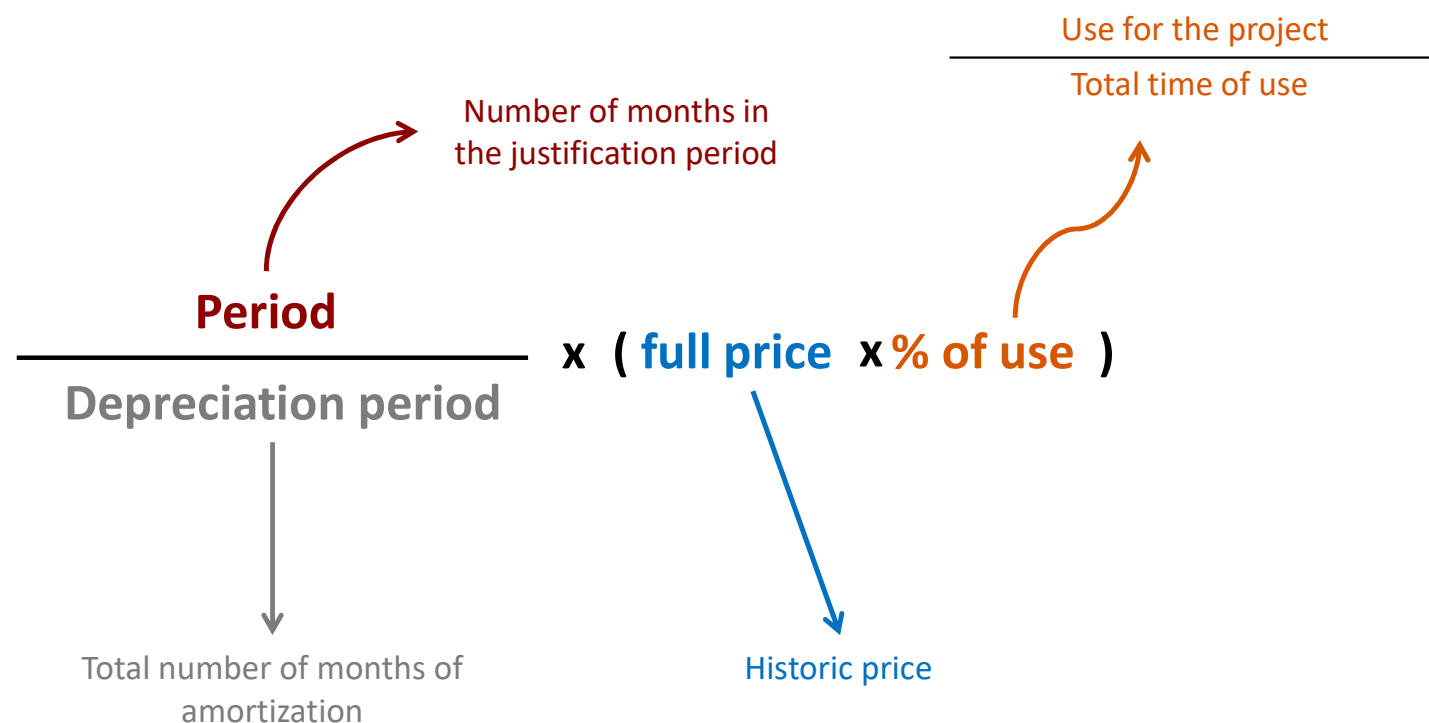 Use for the project
Total time of use
Number of months in
the justification period
Period
Depreciation period
x ( full price x % of use )
Total number of months of
amortization
Historic price